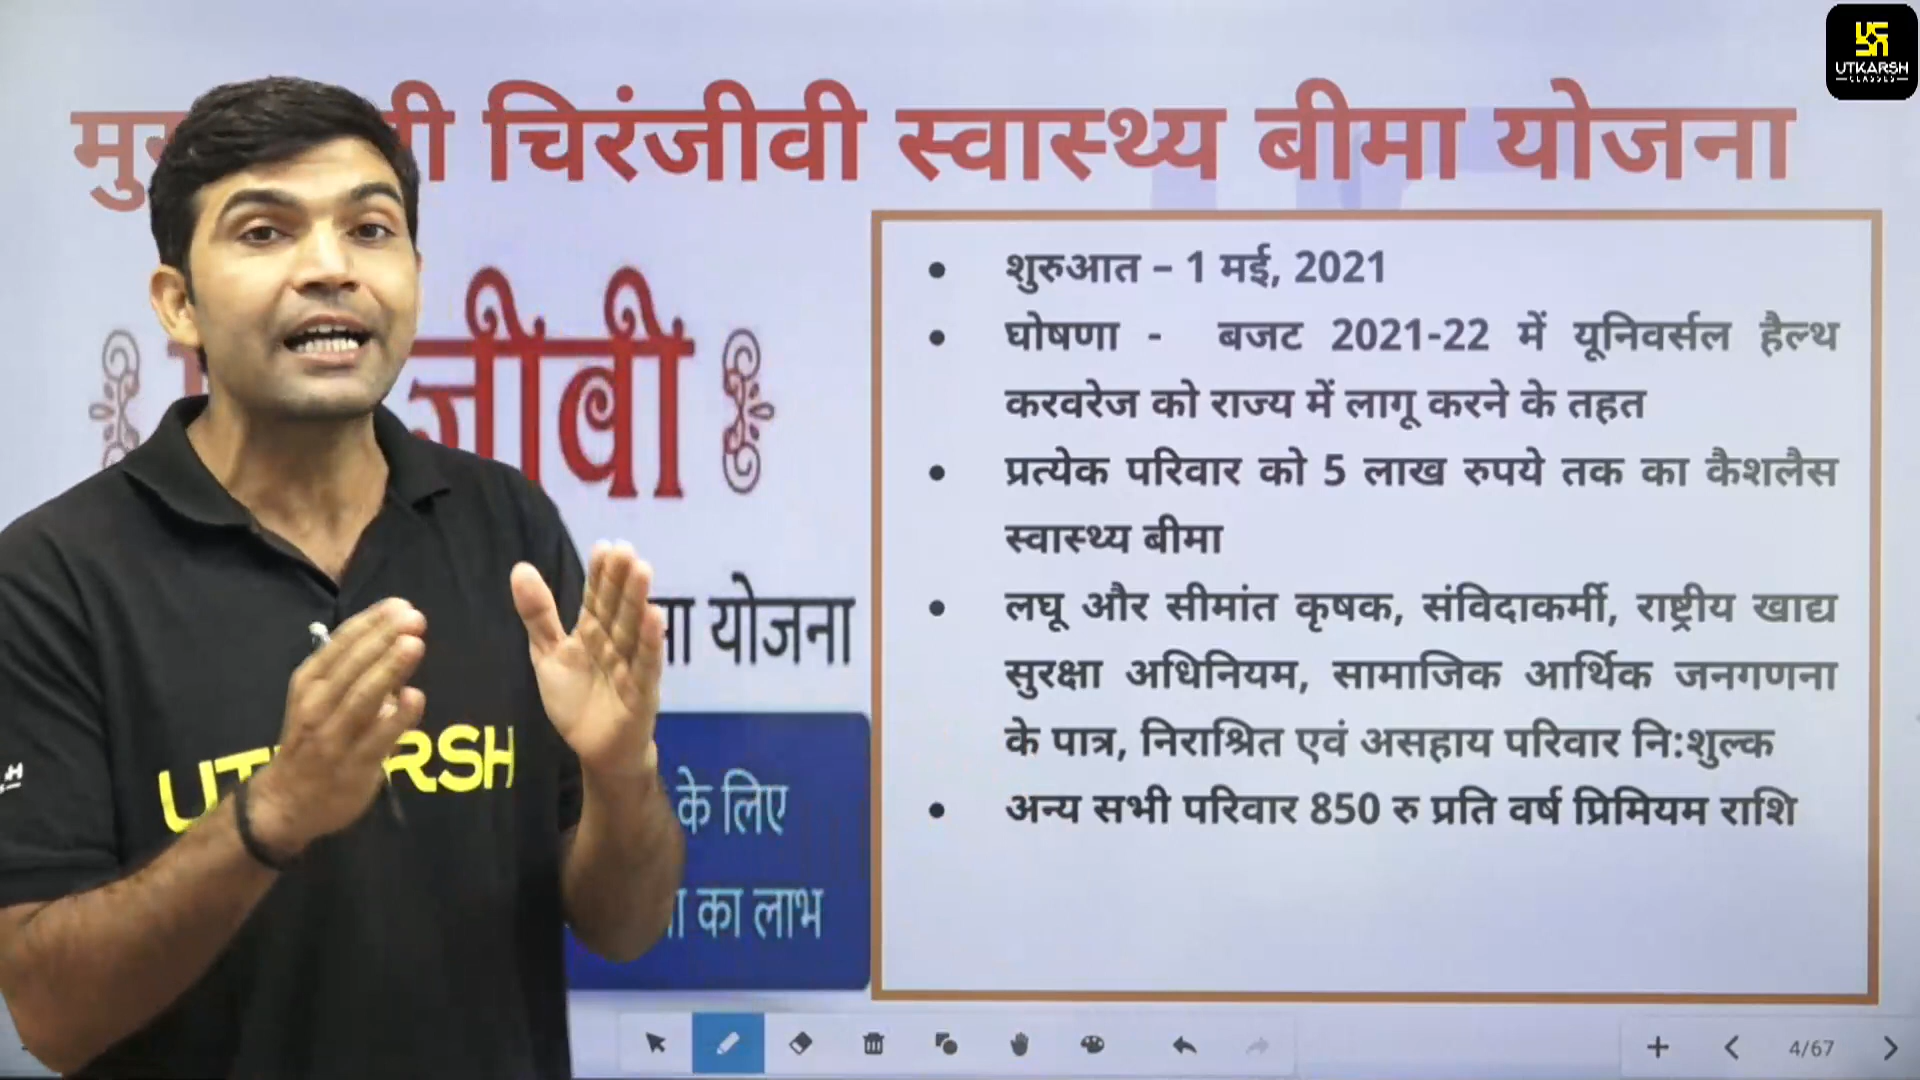 UTKARSH
CLASSES
चिरंजीवी स्वास्थ्य बीमा योजना
• शुरुआत – 1 मई, 2021
• घोषणा - बजट 2021-22 में यूनिवर्सल हैल्थ
करवरेज को राज्य में लागू करने के तहत
• प्रत्येक परिवार को 5 लाख रुपये तक का कैशलैस
स्वास्थ्य बीमा
• लघू और सीमांत कृषक, संविदाकर्मी, राष्ट्रीय खाद्य
सुरक्षा अधिनियम, सामाजिक आर्थिक जनगणना
के पात्र, निराश्रित एवं असहाय परिवार नि:शुल्क
• अन्य सभी परिवार 850 रु प्रति वर्ष प्रिमियम राशि
योजना
के लिए
का लाभ
4/67